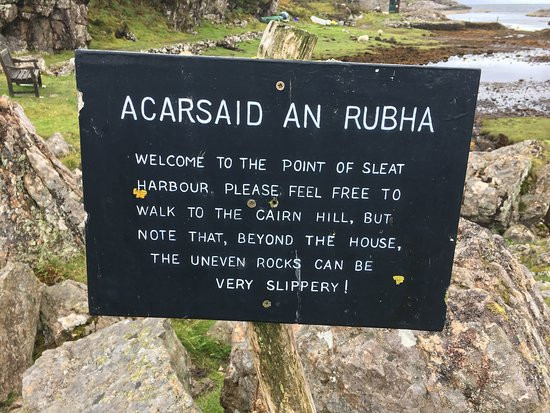 ACARSAID AN RUBHA
WELCOME TO THE POINT OF SLEAT
HARBOUR. PLEASE FEEL FREE TO
WALK TO THE CAIRN HILL, BUT
NOTE THAT, BEYOND THE HOUSE,
THE UNEVEN ROCKS CAN BE
VERY SLIPPERY!